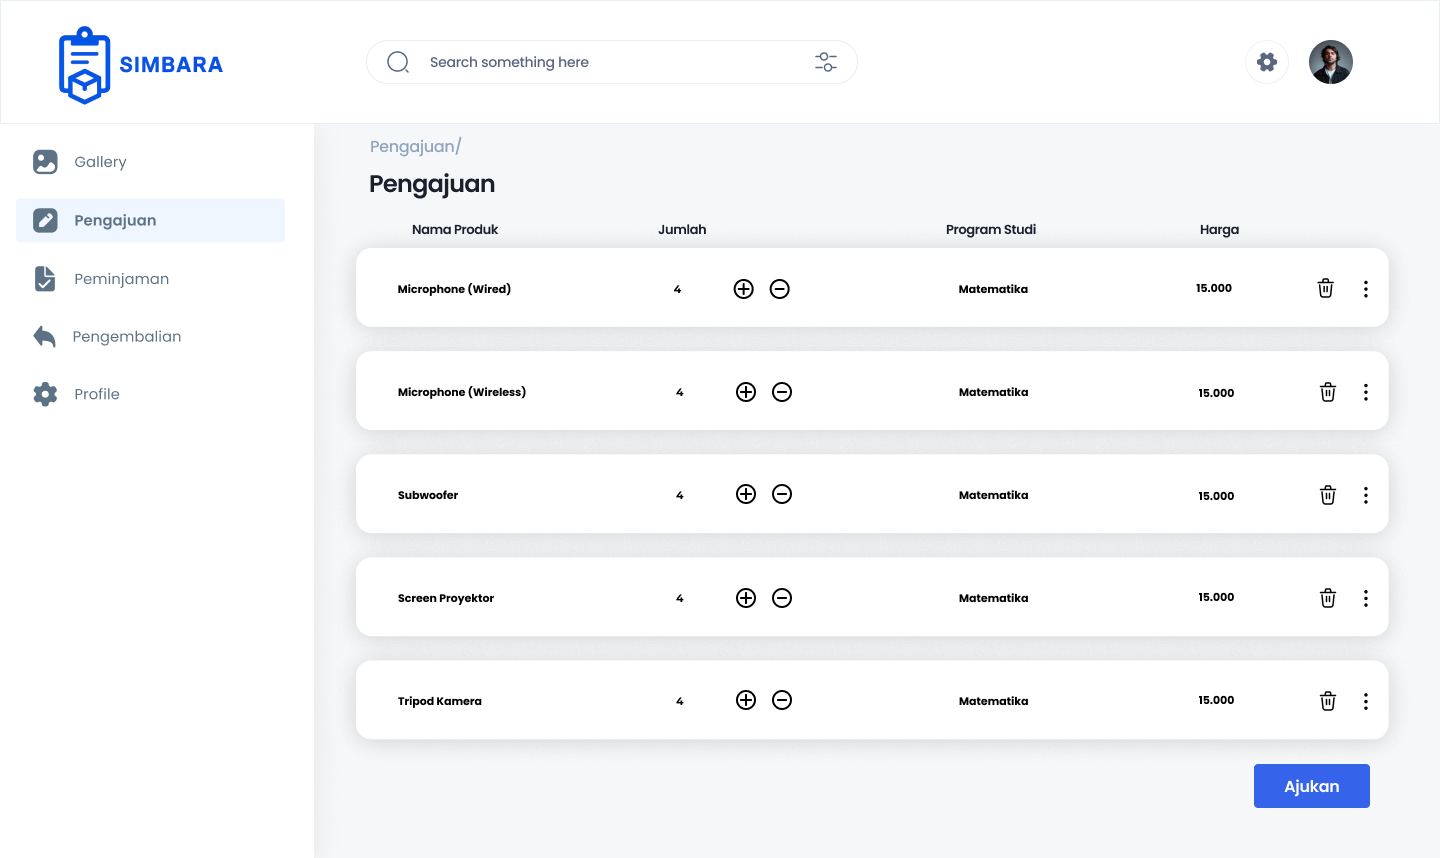 SIMBARA
Search something here
Gallery
Pengajuan
Peminjaman
Pengembalian
Profile
Pengajuan/
Pengajuan
Nama Produk Jumlah Program Studi Harga
Microphone (Wired) 4 Matematika 15.000
Microphone (Wireless) 4 Matematika 15.000
Subwoofer 4 Matematika 15.000
Screen Proyektor 4 Matematika 15.000
Tripod Kamera 4 Matematika 15.000
Ajukan